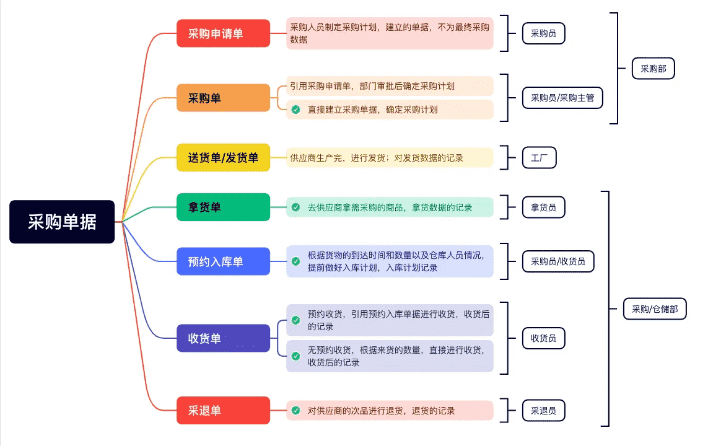 采购单据
采购申请单
采购人员制定采购计划，建立的单据，不为最终采购
数据
采购员
采购部
采购单
引用采购申请单，部门审批后确定采购计划
直接建立采购单据，确定采购计划
采购员/采购主管
送货单/发货单
供应商生产完，进行发货；对发货数据的记录
工厂
拿货单
去供应商拿需采购的商品，拿货数据的记录
拿货员
预约入库单
根据货物的到达时间和数量以及仓库人员情况，
提前做好入库计划，入库计划记录
采购员/收货员
采购/仓储部
收货单
预约收货，引用预约入库单据进行收货，收货后
的记录
无预约收货，根据来货的数量，直接进行收货，
收货后的记录
收货员
采退单
对供应商的次品进行退货，退货的记录
采退员